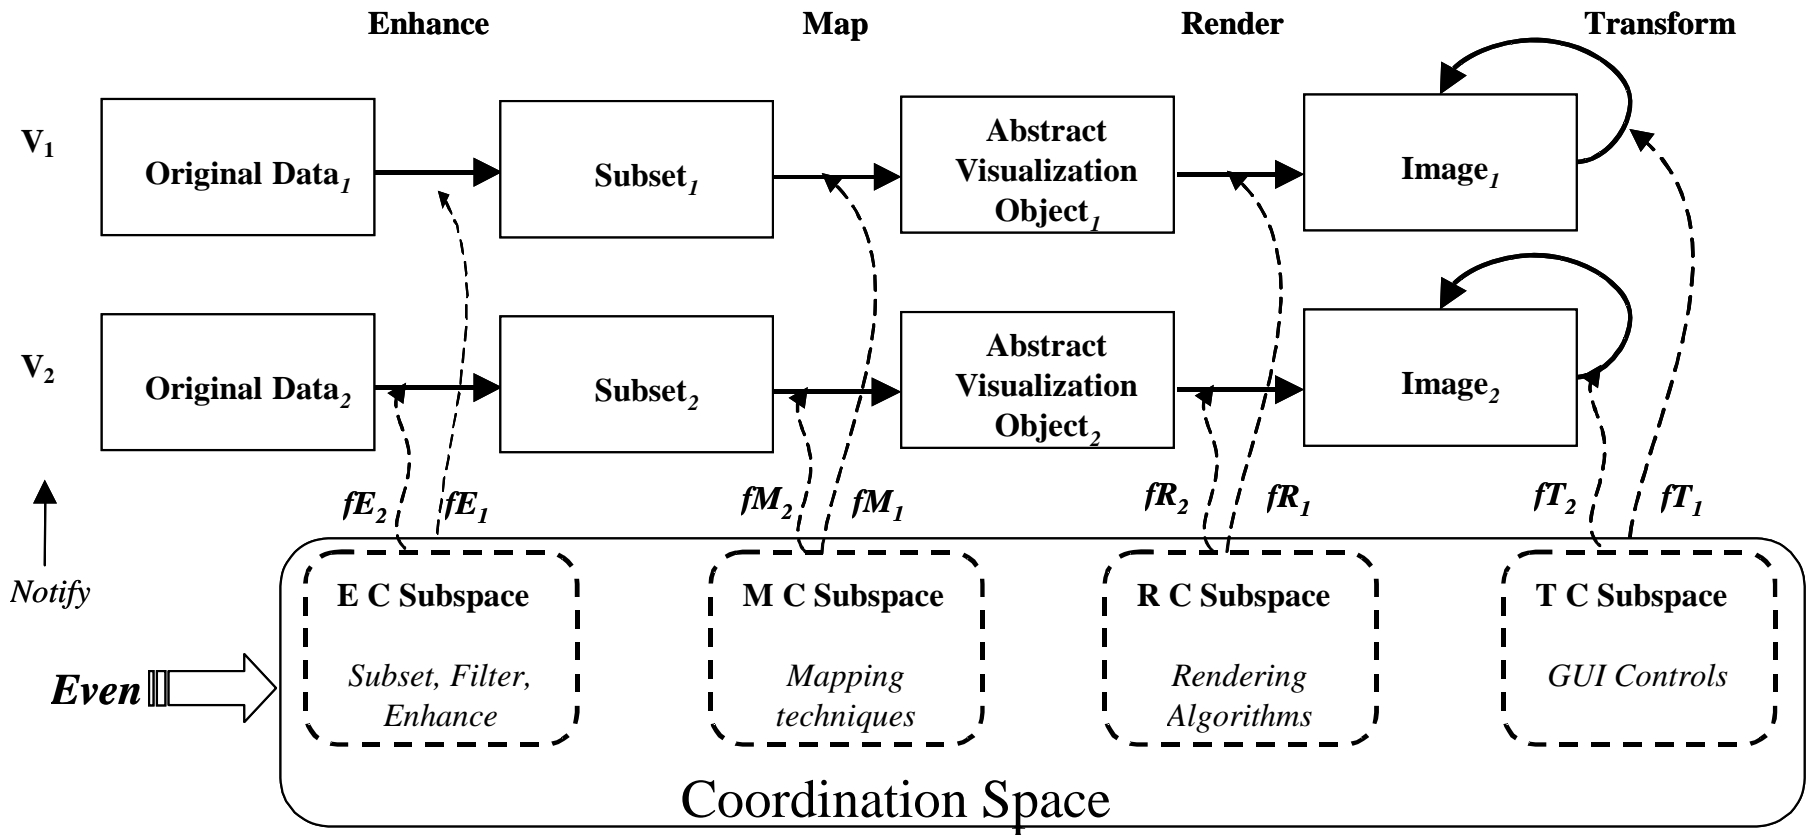 Enhance Map Render Transform
V1
Original Data1
Subset1
Abstract
Visualization
Object1
Image1
V2
Original Data2
Subset2
Abstract
Visualization
Object2
Image2
fE2 fE1 fM2 fM1 fR2 fR1 fT2 fT1
Notify
Even
E C Subspace
Subset, Filter,
Enhance
M C Subspace
Mapping
techniques
R C Subspace
Rendering
Algorithms
T C Subspace
GUI Controls
Coordination Space